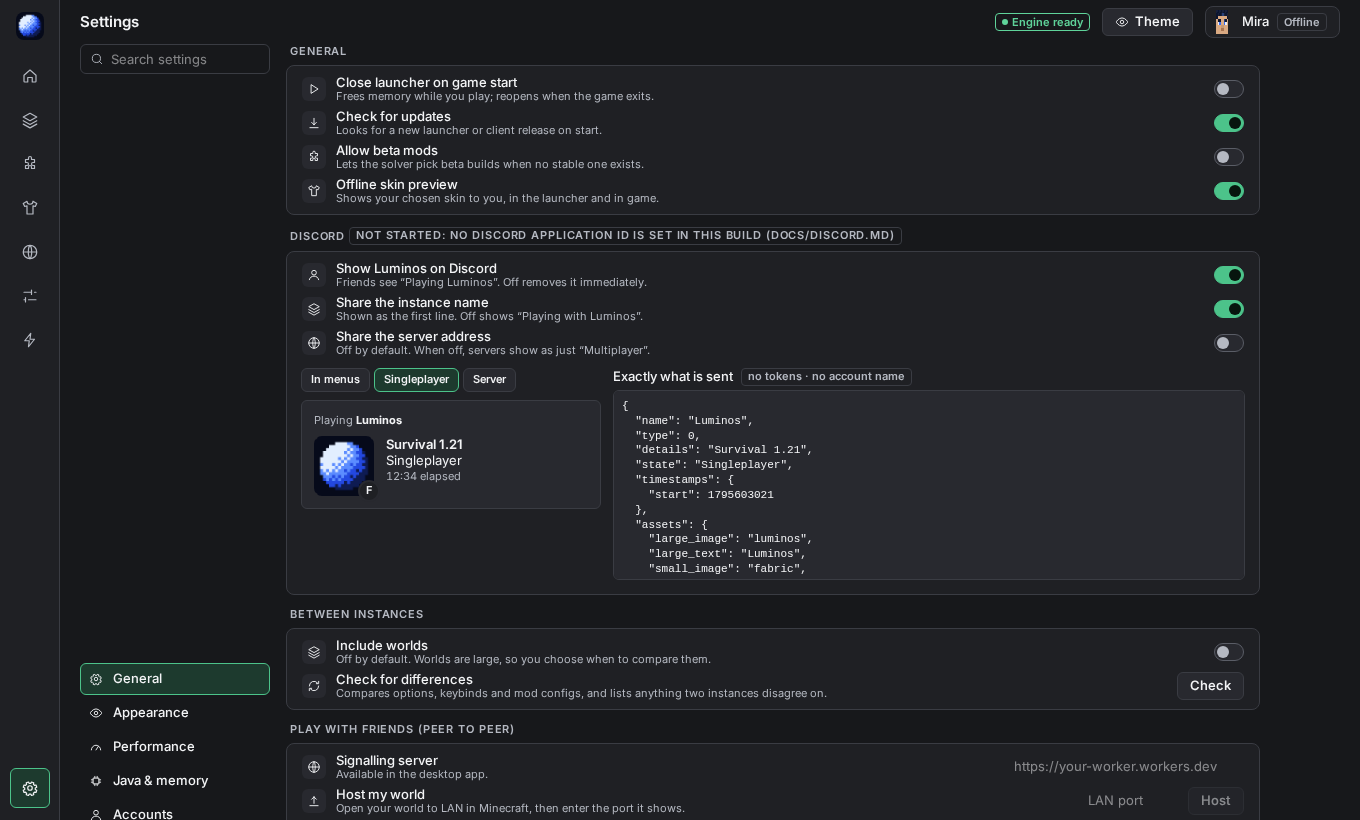 Settings
Engine ready
Theme
Mira
Offline
Search settings
GENERAL
Close launcher on game start
Frees memory while you play; reopens when the game exits.
Check for updates
Looks for a new launcher or client release on start.
Allow beta mods
Lets the solver pick beta builds when no stable one exists.
Offline skin preview
Shows your chosen skin to you, in the launcher and in game.
DISCORD NOT STARTED: NO DISCORD APPLICATION ID IS SET IN THIS BUILD (DOCS/DISCORD.MD)
Show Luminos on Discord
Friends see “Playing Luminos”. Off removes it immediately.
Share the instance name
Shown as the first line. Off shows “Playing with Luminos”.
Share the server address
Off by default. When off, servers show as just “Multiplayer”.
In menus
Singleplayer
Server
Playing Luminos
Survival 1.21
Singleplayer
12:34 elapsed
F
Exactly what is sent
no tokens · no account name
{
"name": "Luminos",
"type": 0,
"details": "Survival 1.21",
"state": "Singleplayer",
"timestamps": {
"start": 1795603021
},
"assets": {
"large_image": "luminos",
"large_text": "Luminos",
"small_image": "fabric",
BETWEEN INSTANCES
Include worlds
Off by default. Worlds are large, so you choose when to compare them.
Check for differences
Compares options, keybinds and mod configs, and lists anything two instances disagree on.
Check
PLAY WITH FRIENDS (PEER TO PEER)
Signalling server
Available in the desktop app.
https://your-worker.workers.dev
Host my world
Open your world to LAN in Minecraft, then enter the port it shows.
LAN port
Host
General
Appearance
Performance
Java & memory
Accounts